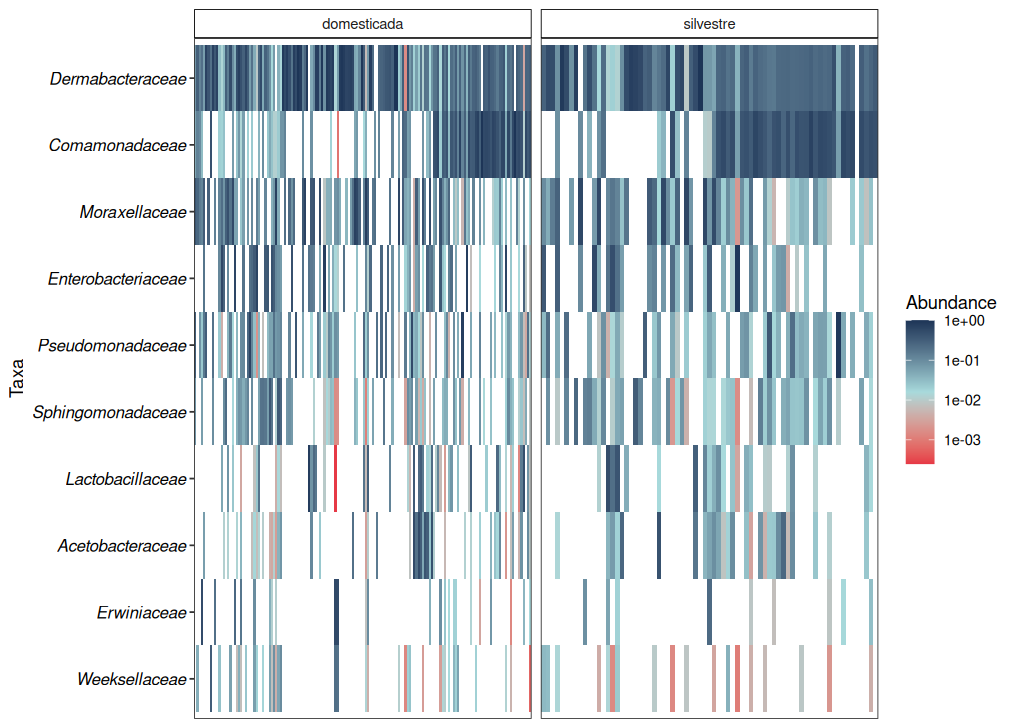 domesticada
silvestre
Dermabacteraceae
Comamonadaceae
Moraxellaceae
Enterobacteriaceae
Pseudomonadaceae
Sphingomonadaceae
Lactobacillaceae
Acetobacteraceae
Erwiniaceae
Weeksellaceae
Taxa
Abundance
1e+00
1e-01
1e-02
1e-03